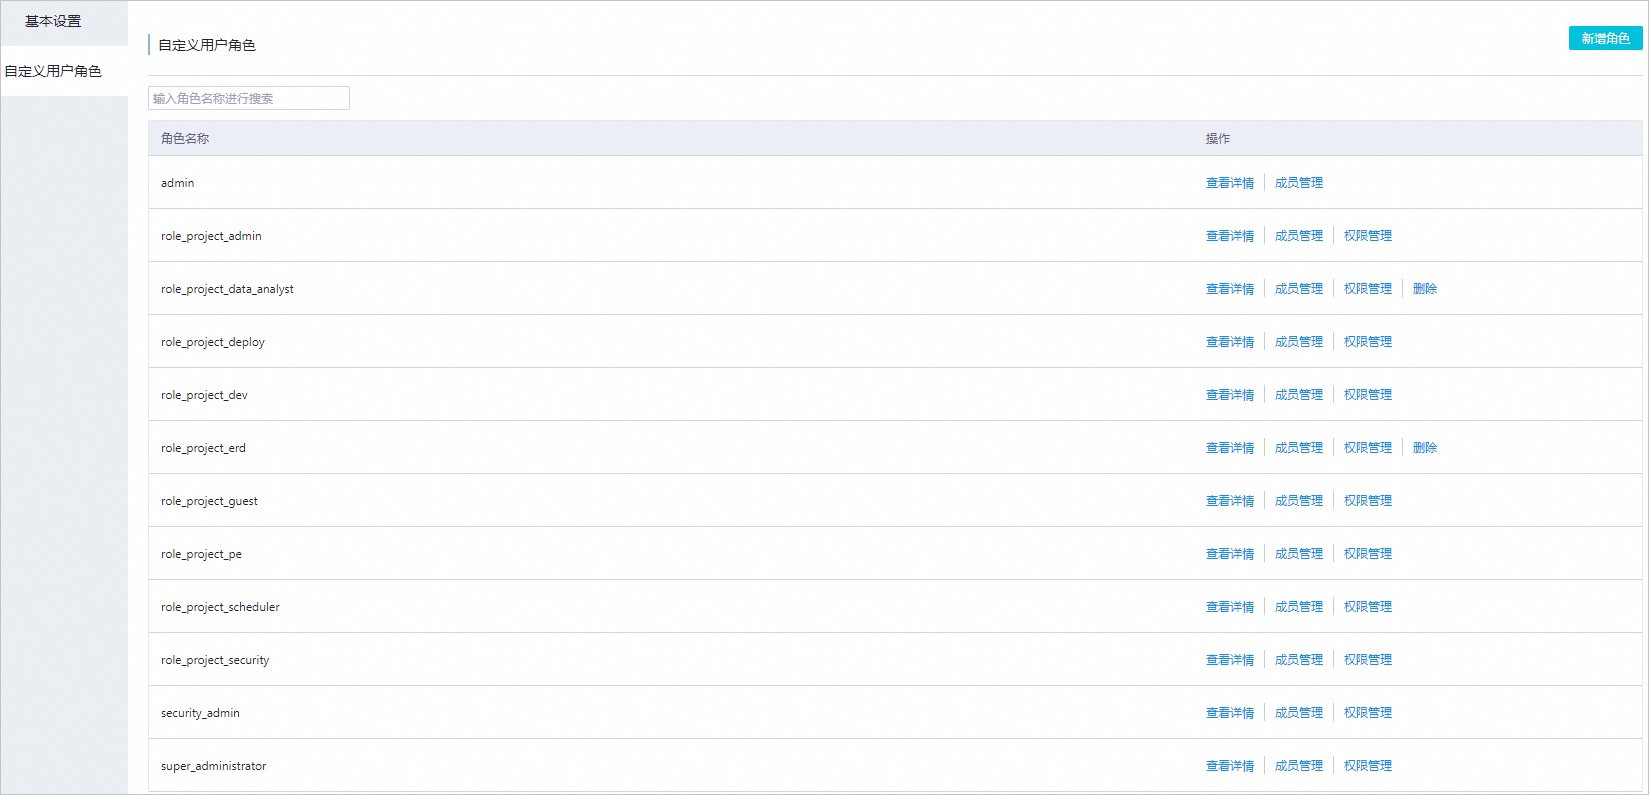 基本设置
自定义用户角色
自定义用户角色
新增角色
输入角色名称进行搜索
角色名称 操作
admin 查看详情 成员管理
role_project_admin 查看详情 成员管理 权限管理
role_project_data_analyst 查看详情 成员管理 权限管理 删除
role_project_deploy 查看详情 成员管理 权限管理
role_project_dev 查看详情 成员管理 权限管理
role_project_erd 查看详情 成员管理 权限管理 删除
role_project_guest 查看详情 成员管理 权限管理
role_project_pe 查看详情 成员管理 权限管理
role_project_scheduler 查看详情 成员管理 权限管理
role_project_security 查看详情 成员管理 权限管理
security_admin 查看详情 成员管理 权限管理
super_administrator 查看详情 成员管理 权限管理